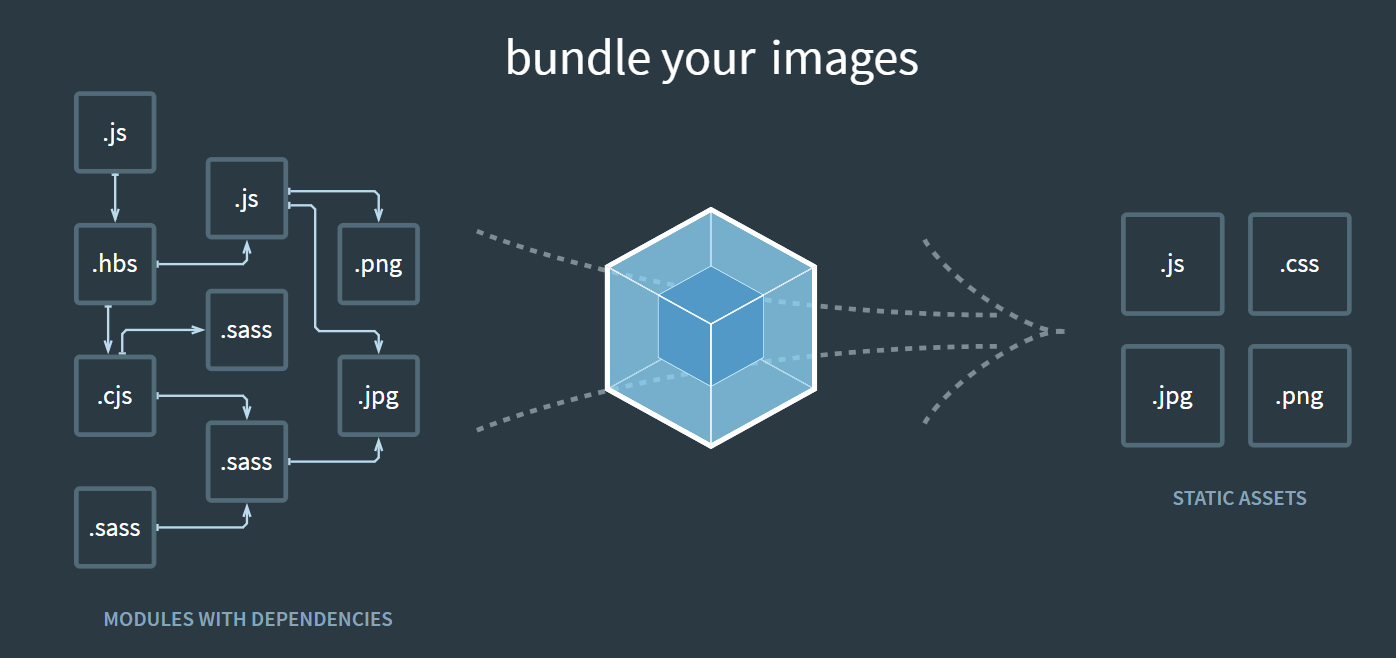 bundle your images
.js
.js
.hbs
.png
.sass
.cjs
.jpg
.sass
.sass
MODULES WITH DEPENDENCIES
.js
.css
.jpg
.png
STATIC ASSETS